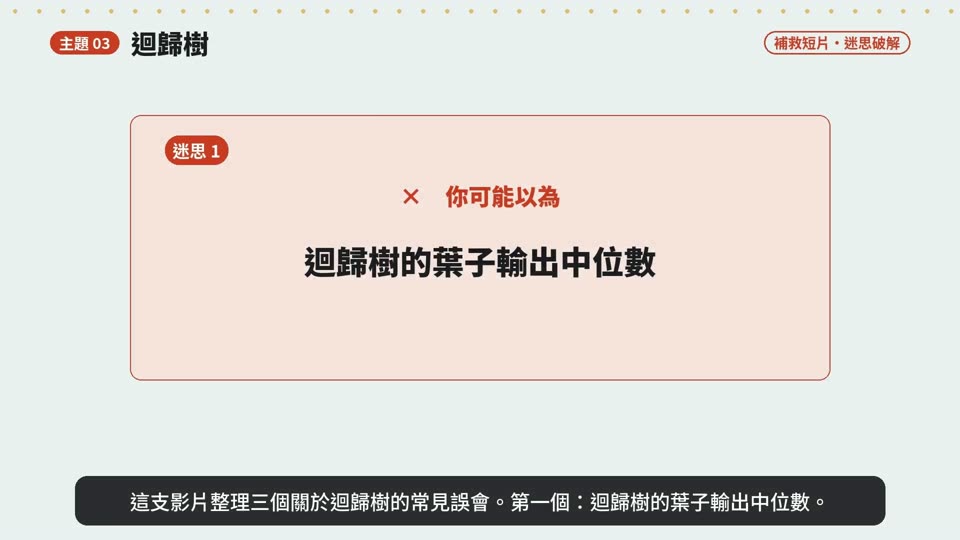 主題 03
迴歸樹
補救短片・迷思破解
迷思 1
✕ 你可能以為
迴歸樹的葉子輸出中位數
這支影片整理三個關於迴歸樹的常見誤會。第一個：迴歸樹的葉子輸出中位數。